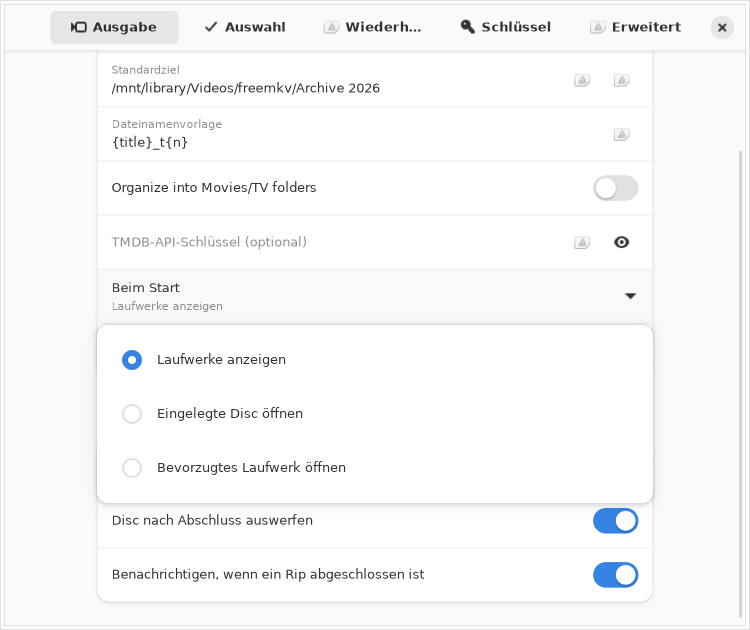 Ausgabe
Auswahl
Wiederh…
Schlüssel
Erweitert
Standardziel
/mnt/library/Videos/freemkv/Archive 2026
Dateinamenvorlage
{title}_t{n}
Organize into Movies/TV folders
TMDB-API-Schlüssel (optional)
Beim Start
Laufwerke anzeigen
Laufwerke anzeigen
Eingelegte Disc öffnen
Bevorzugtes Laufwerk öffnen
Disc nach Abschluss auswerfen
Benachrichtigen, wenn ein Rip abgeschlossen ist